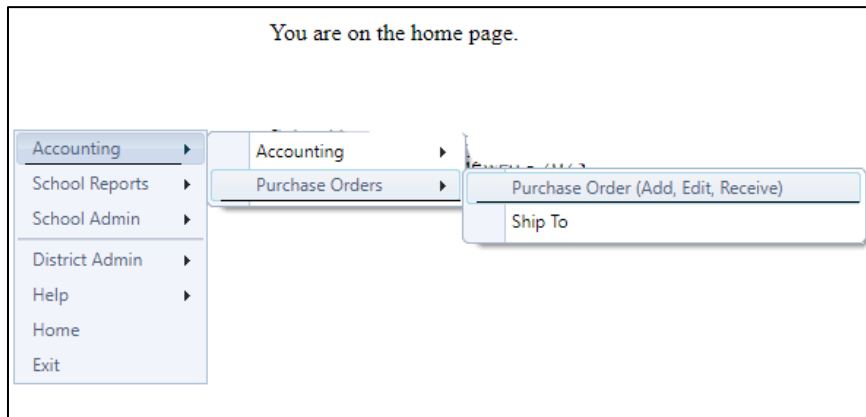 You are on the home page.
Accounting
School Reports
School Admin
District Admin
Help
Home
Exit
Accounting
Purchase Orders
Purchase Order (Add, Edit, Receive)
Ship To